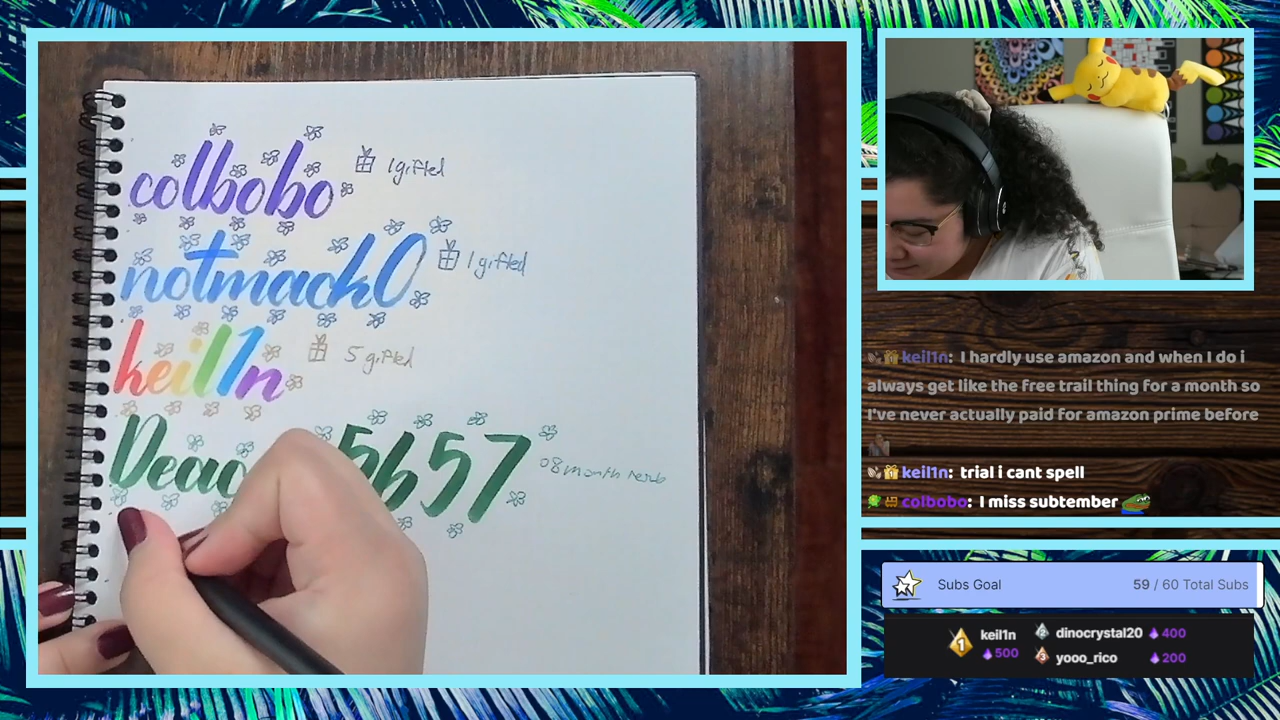 colbobo 1 gifted
notmack0 1 gifted
keil1n 5 gifted
5657 08 month resub
keil1n: I hardly use amazon and when I do i
always get like the free trail thing for a month so
I've never actually paid for amazon prime before
keil1n: trial i cant spell
colbobo: I miss subtember
Subs Goal 59 / 60 Total Subs
1 keil1n 500
2 dinocrystal20 400
3 yooo_rico 200